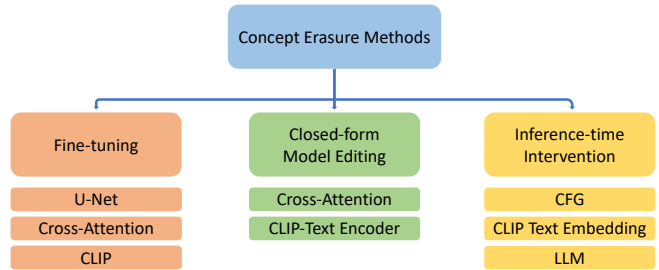 Concept Erasure Methods
Fine-tuning
U-Net
Cross-Attention
CLIP
Closed-form
Model Editing
Cross-Attention
CLIP-Text Encoder
Inference-time
Intervention
CFG
CLIP Text Embedding
LLM